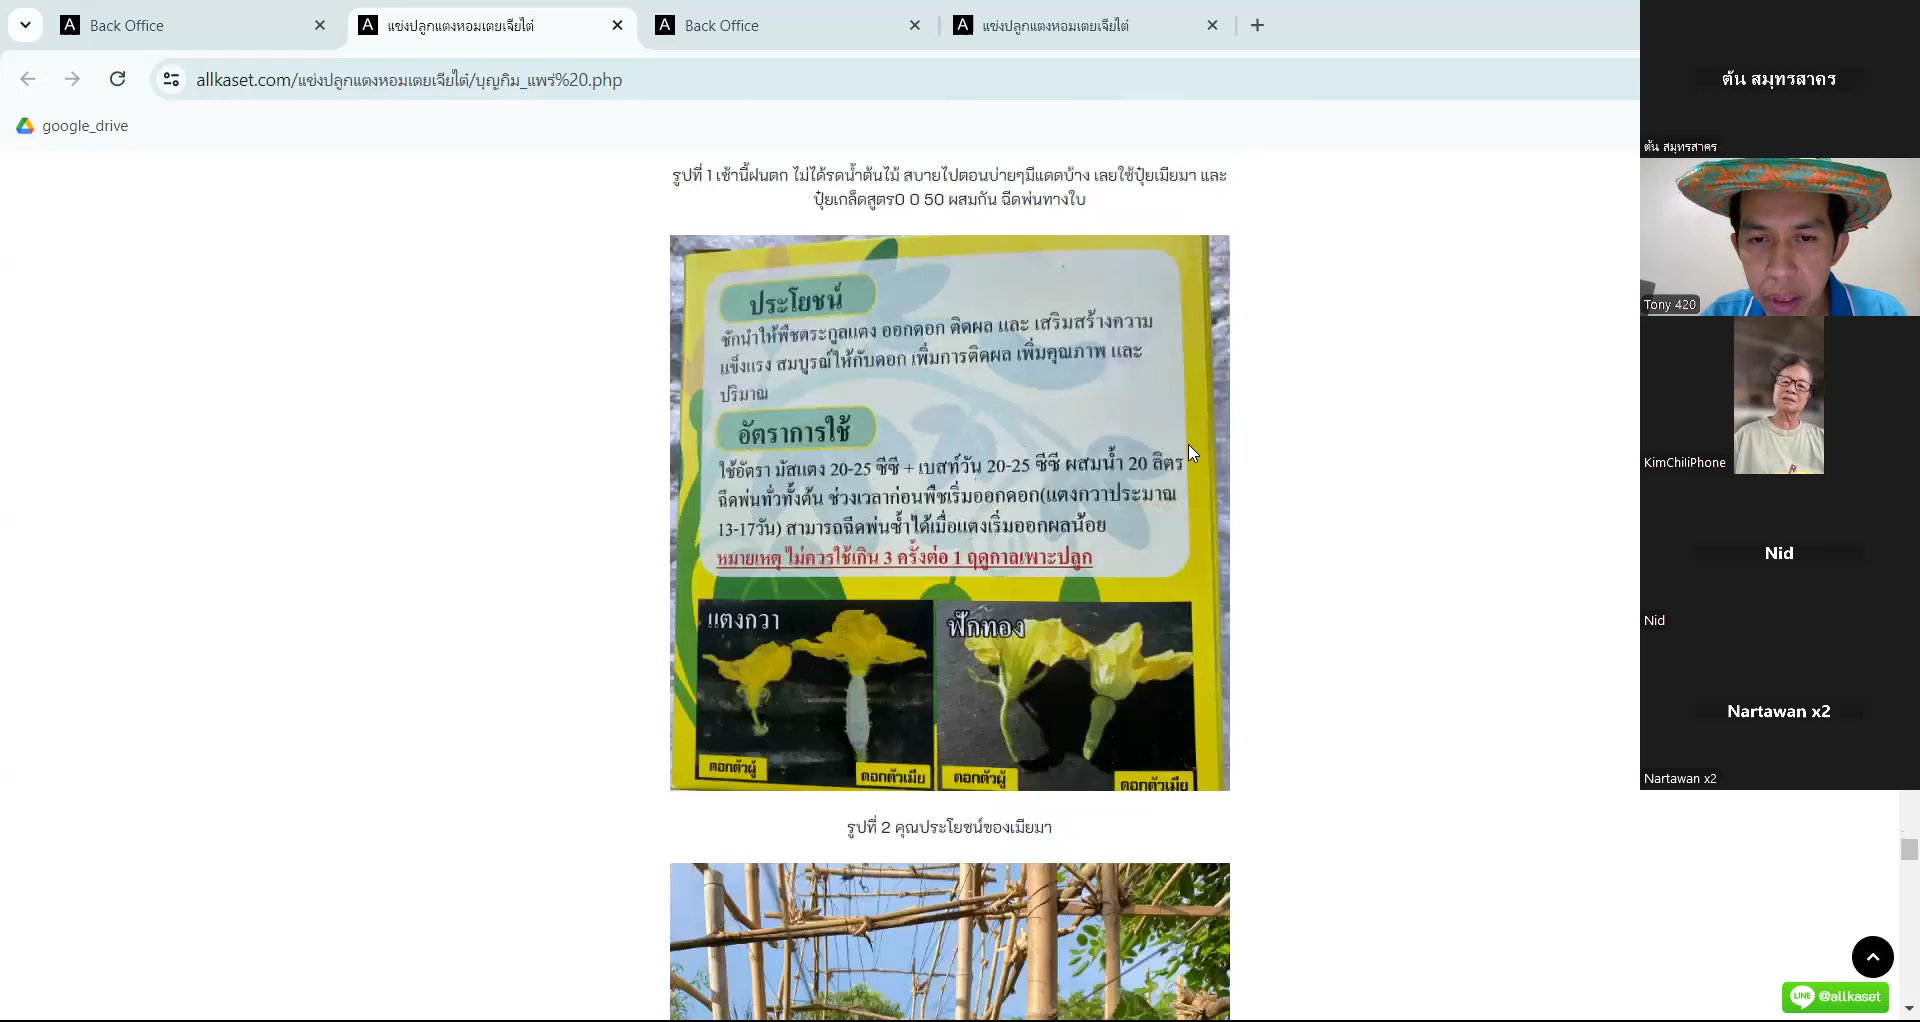 Back Office
แข่งปลูกแตงหอมเตยเจียไต๋
Back Office
แข่งปลูกแตงหอมเตยเจียไต๋
allkaset.com/แข่งปลูกแตงหอมเตยเจียไต๋/บุญกิม_แพร่%20.php
google_drive
รูปที่ 1 เช้านี้ฝนตก ไม่ได้รดน้ำต้นไม้ สบายไปตอนบ่ายๆมีแดดบ้าง เลยใช้ปุ๋ยเมียมา และ
ปุ๋ยเกล็ดสูตร0 0 50 ผสมกัน ฉีดพ่นทางใบ
ประโยชน์
ชักนำให้พืชตระกูลแตง ออกดอก ติดผล และ เสริมสร้างความ
แข็งแรง สมบูรณ์ให้กับดอก เพิ่มการติดผล เพิ่มคุณภาพ และ
ปริมาณ
อัตราการใช้
ใช้อัตรา มัสแตง 20-25 ซีซี + เบสท์วัน 20-25 ซีซี ผสมน้ำ 20 ลิตร
ฉีดพ่นทั่วทั้งต้น ช่วงเวลาก่อนพืชเริ่มออกดอก(แตงกวาประมาณ
13-17วัน) สามารถฉีดพ่นซ้ำได้เมื่อแตงเริ่มออกผลน้อย
หมายเหตุ ไม่ควรใช้เกิน 3 ครั้งต่อ 1 ฤดูกาลเพาะปลูก
แตงกวา
ฟักทอง
ดอกตัวผู้
ดอกตัวเมีย
ดอกตัวผู้
ดอกตัวเมีย
รูปที่ 2 คุณประโยชน์ของเมียมา
ต้น สมุทรสาคร
ต้น สมุทรสาคร
Tony 420
KimChiliPhone
Nid
Nid
Nartawan x2
Nartawan x2
LINE @allkaset